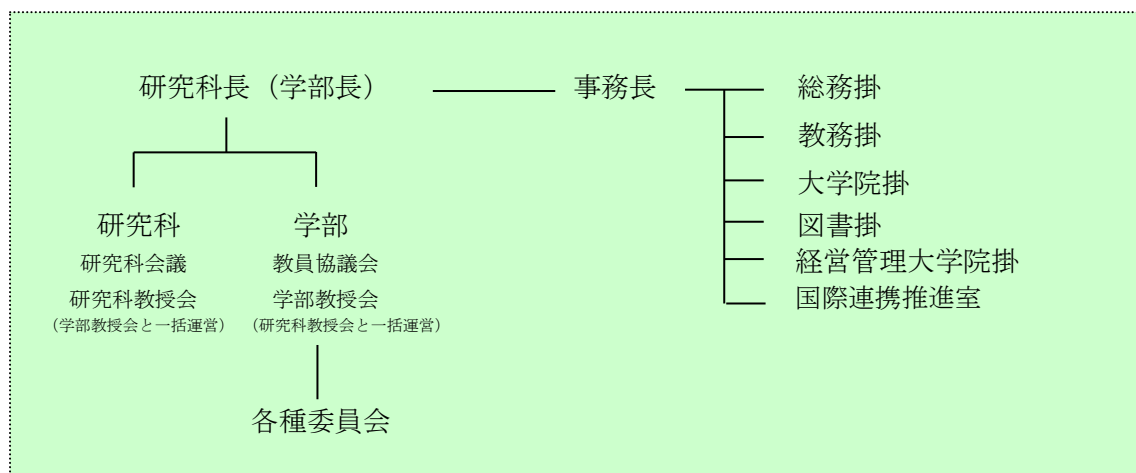 研究科長（学部長）
事務長
総務掛
教務掛
大学院掛
図書掛
経営管理大学院掛
国際連携推進室
研究科
研究科会議
研究科教授会
（学部教授会と一括運営）
学部
教員協議会
学部教授会
（研究科教授会と一括運営）
各種委員会